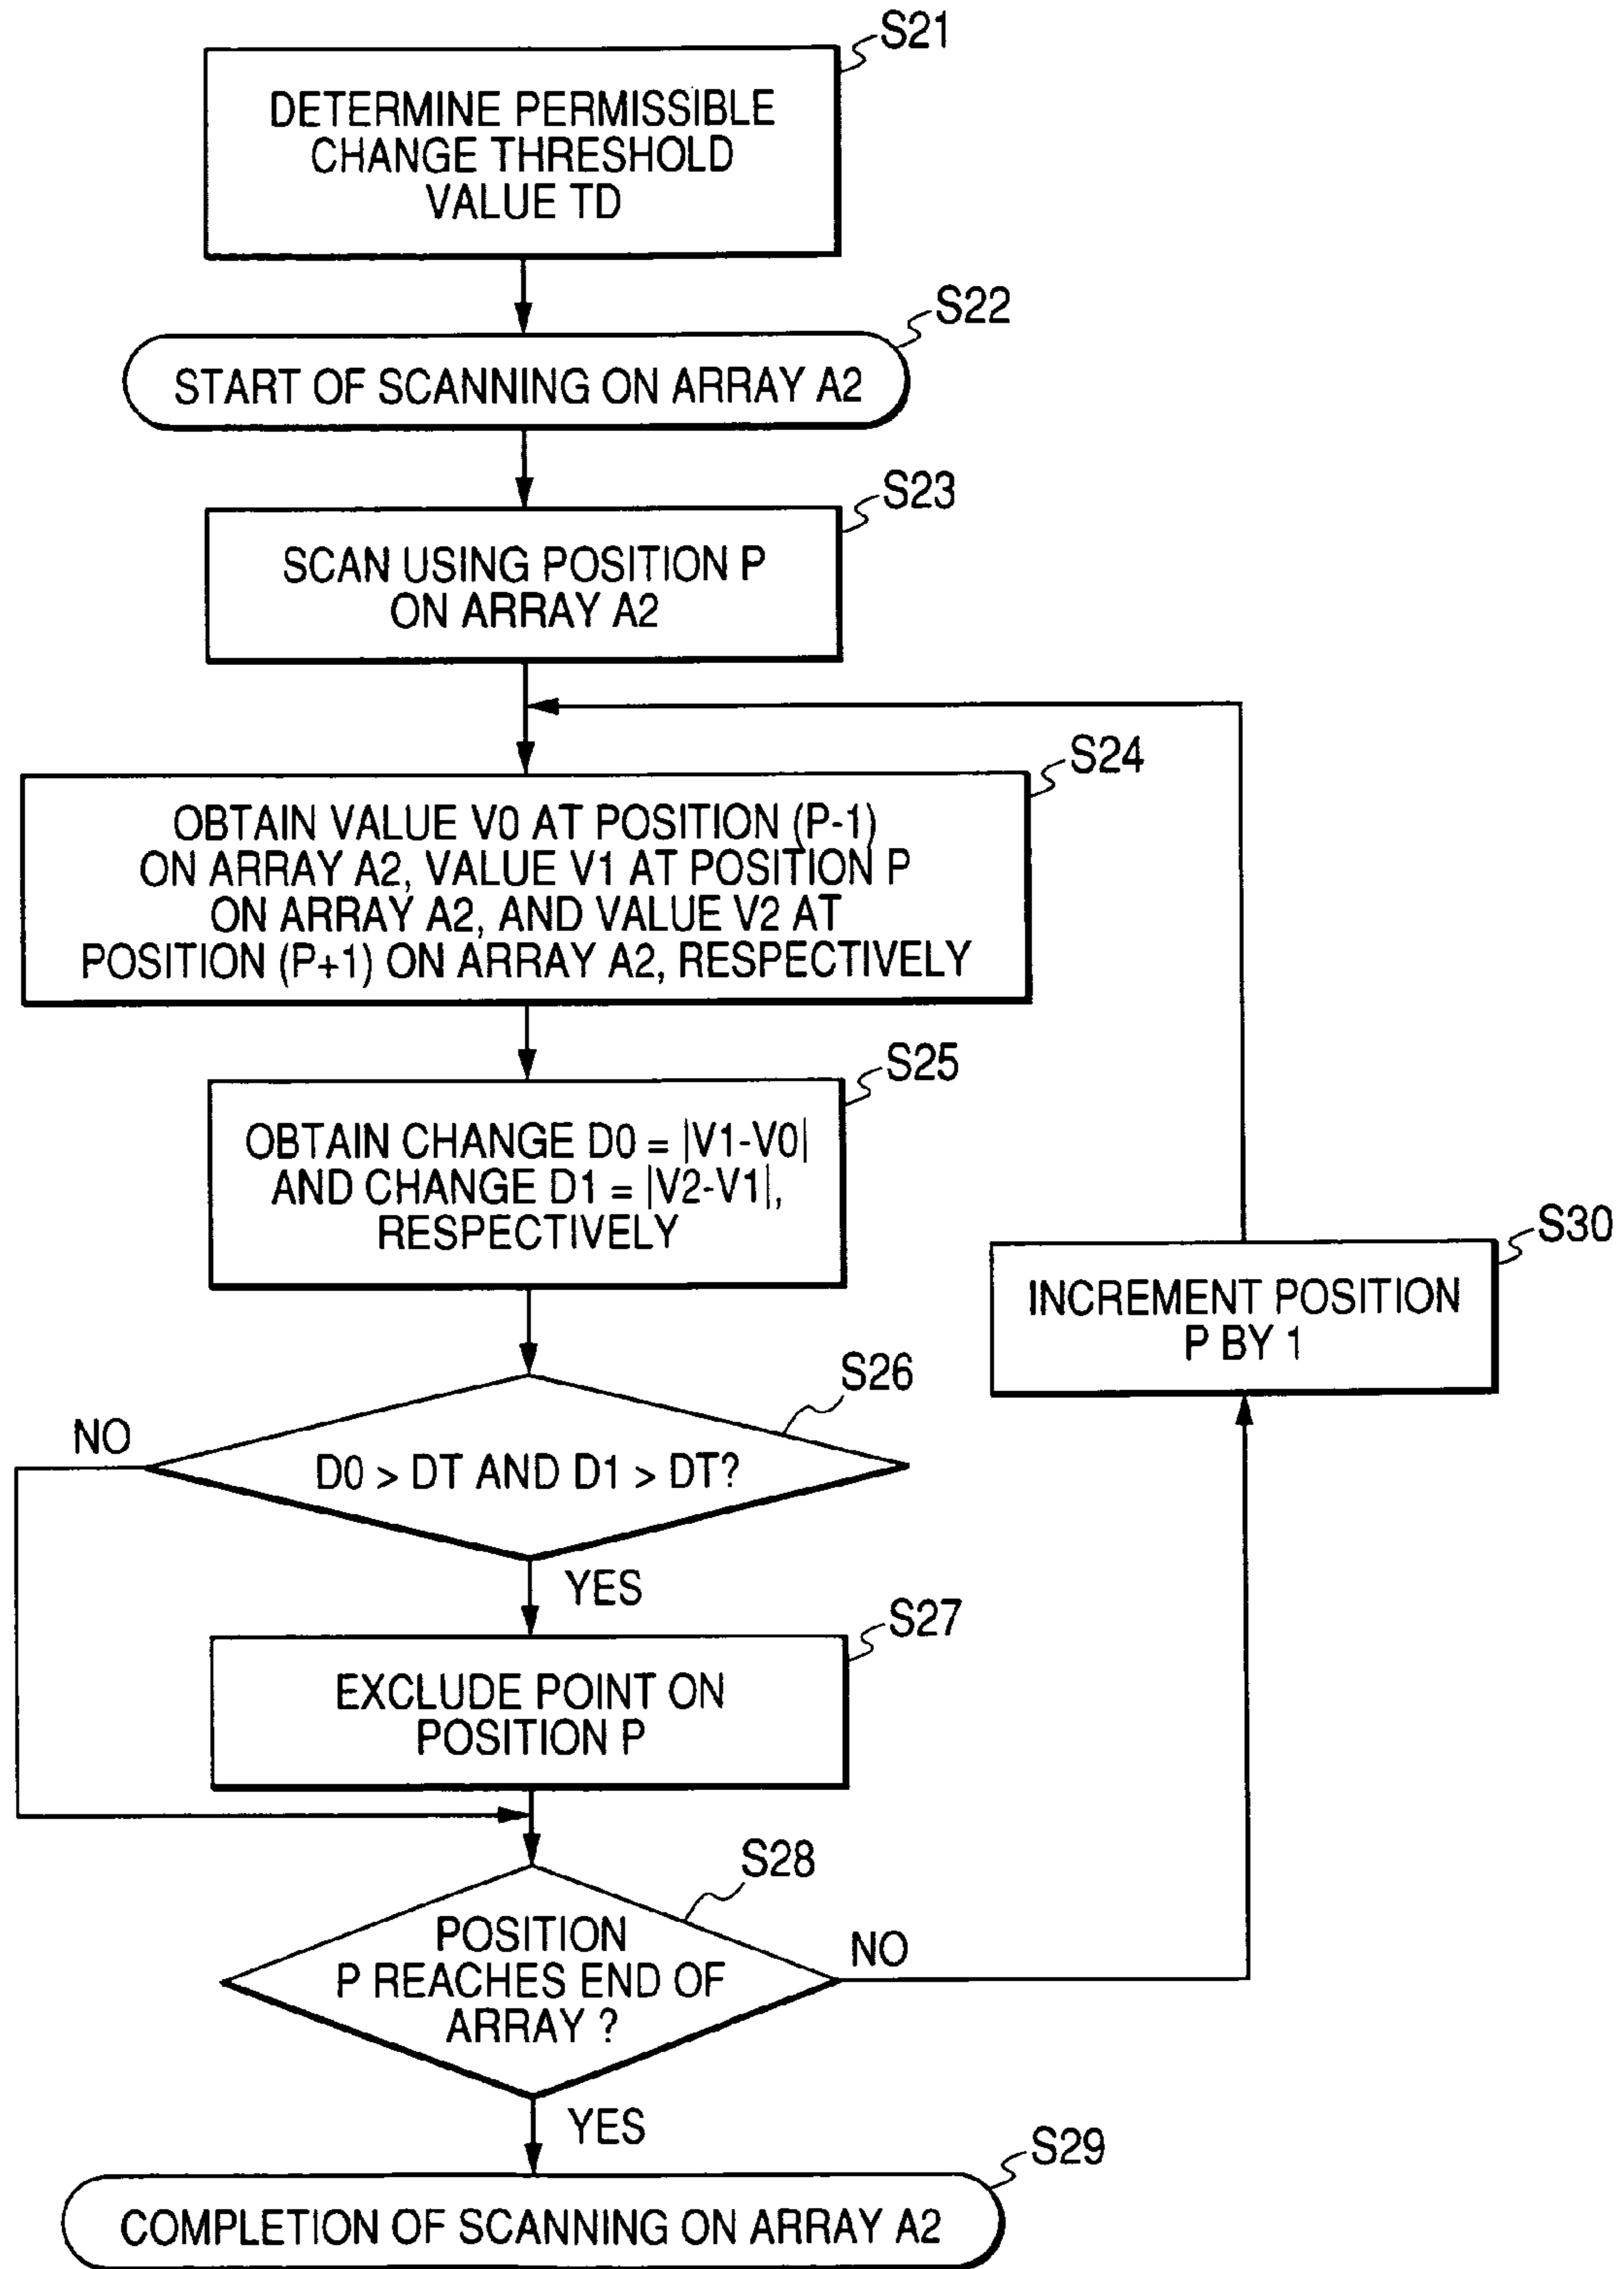 S21
DETERMINE PERMISSIBLE
CHANGE THRESHOLD
VALUE TD
S22
START OF SCANNING ON ARRAY A2
S23
SCAN USING POSITION P
ON ARRAY A2
S24
OBTAIN VALUE V0 AT POSITION (P-1)
ON ARRAY A2, VALUE V1 AT POSITION P
ON ARRAY A2, AND VALUE V2 AT
POSITION (P+1) ON ARRAY A2, RESPECTIVELY
S25
OBTAIN CHANGE D0 = |V1-V0|
AND CHANGE D1 = |V2-V1|,
RESPECTIVELY
S30
INCREMENT POSITION
P BY 1
S26
NO
D0 > DT AND D1 > DT?
YES
S27
EXCLUDE POINT ON
POSITION P
S28
POSITION
P REACHES END OF
ARRAY ?
NO
YES
S29
COMPLETION OF SCANNING ON ARRAY A2